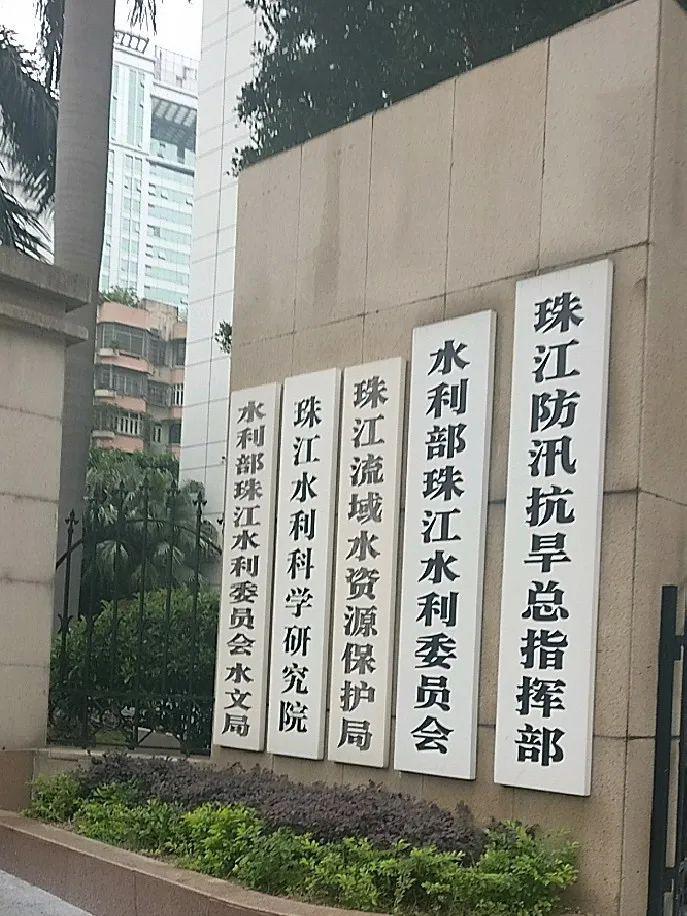 珠江防汛抗旱总指挥部
水利部珠江水利委员会
珠江流域水资源保护局
珠江水利科学研究院
水利部珠江水利委员会水文局